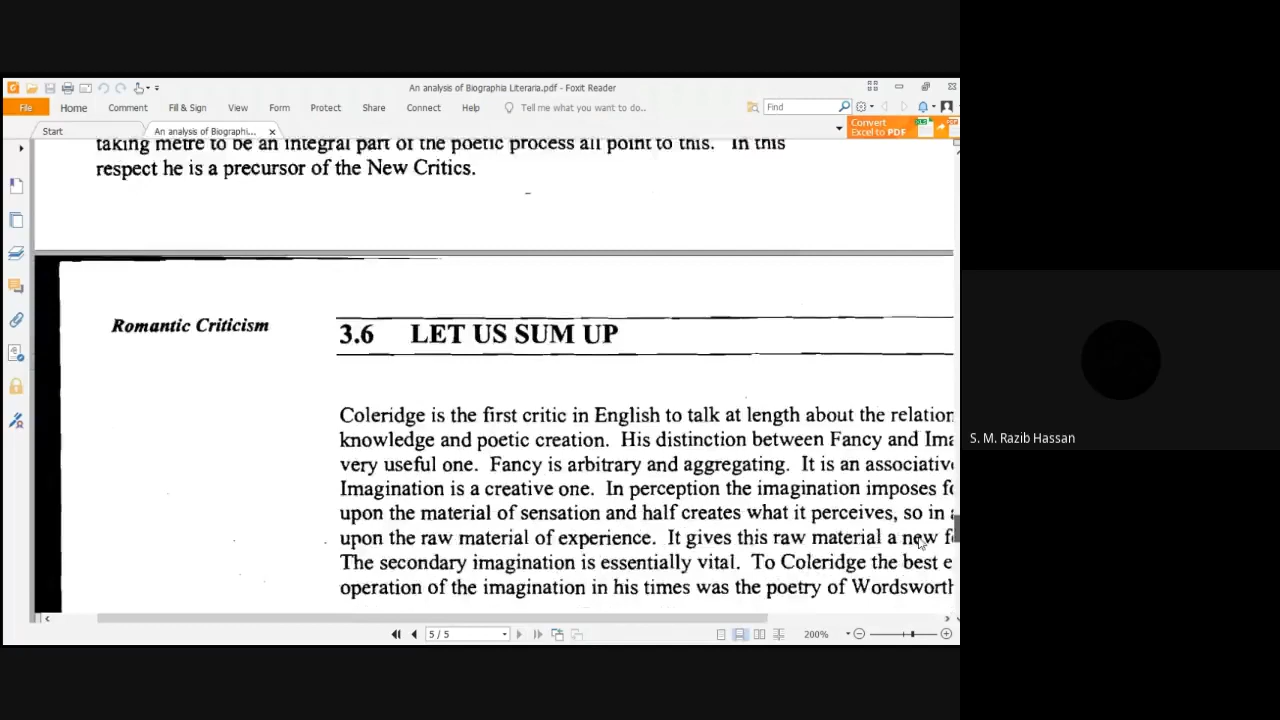 An analysis of Biographia Literaria.pdf - Foxit Reader
File Home Comment Fill & Sign View Form Protect Share Connect Help Tell me what you want to do... Find
Start An analysis of Biographi... Convert Excel to PDF
taking metre to be an integral part of the poetic process all point to this. In this
respect he is a precursor of the New Critics.
Romantic Criticism
3.6 LET US SUM UP
Coleridge is the first critic in English to talk at length about the relation
knowledge and poetic creation. His distinction between Fancy and Ima
very useful one. Fancy is arbitrary and aggregating. It is an associativ
Imagination is a creative one. In perception the imagination imposes fo
upon the material of sensation and half creates what it perceives, so in a
upon the raw material of experience. It gives this raw material a new f
The secondary imagination is essentially vital. To Coleridge the best e
operation of the imagination in his times was the poetry of Wordsworth
S. M. Razib Hassan
5 / 5 200%